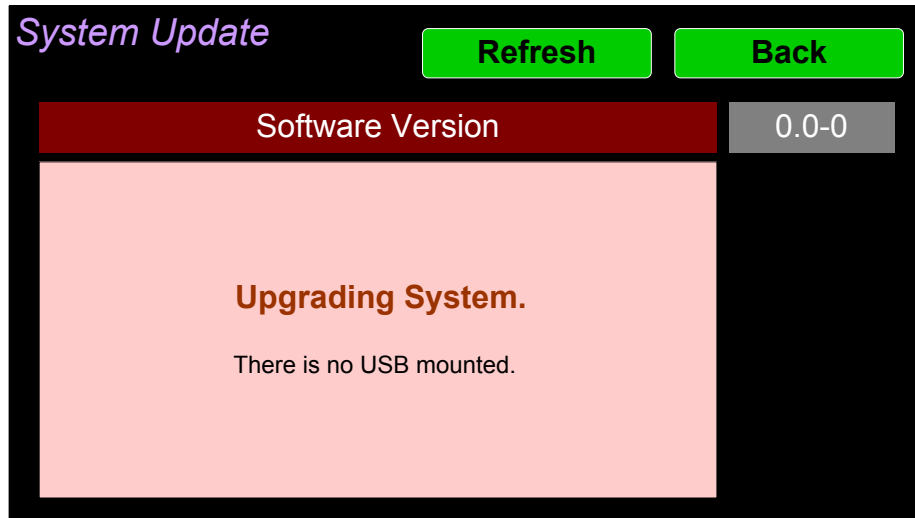 System Update
Refresh
Back
Software Version
0.0-0
Upgrading System.
There is no USB mounted.